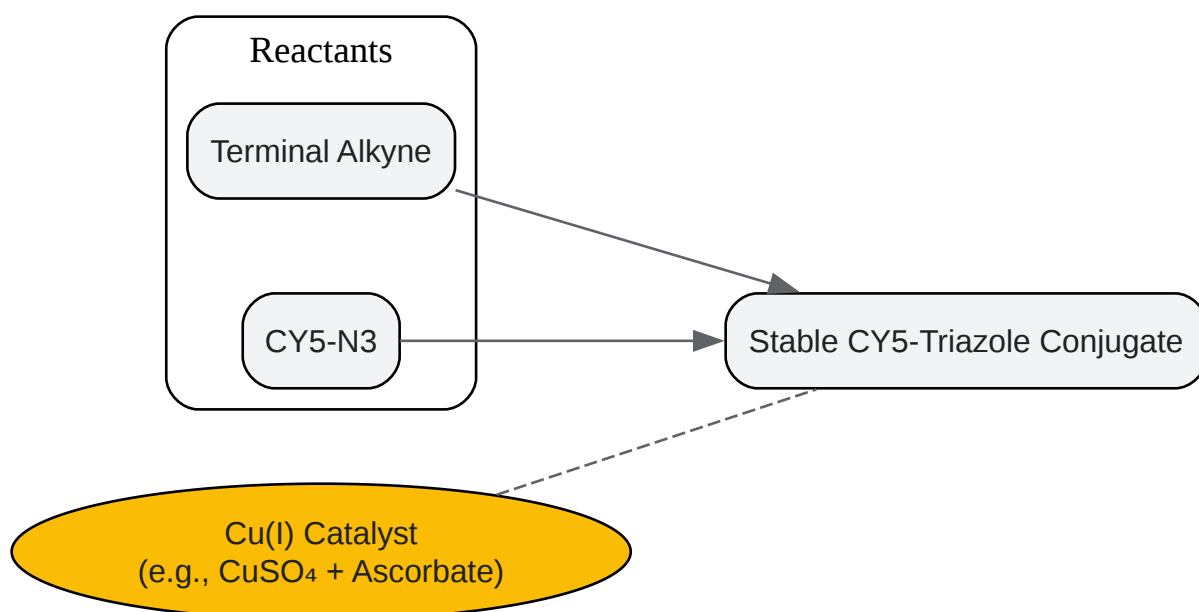 Reactants
Terminal Alkyne
CY5-N3
Stable CY5-Triazole Conjugate
Cu(I) Catalyst
(e.g., CuSO₄ + Ascorbate)